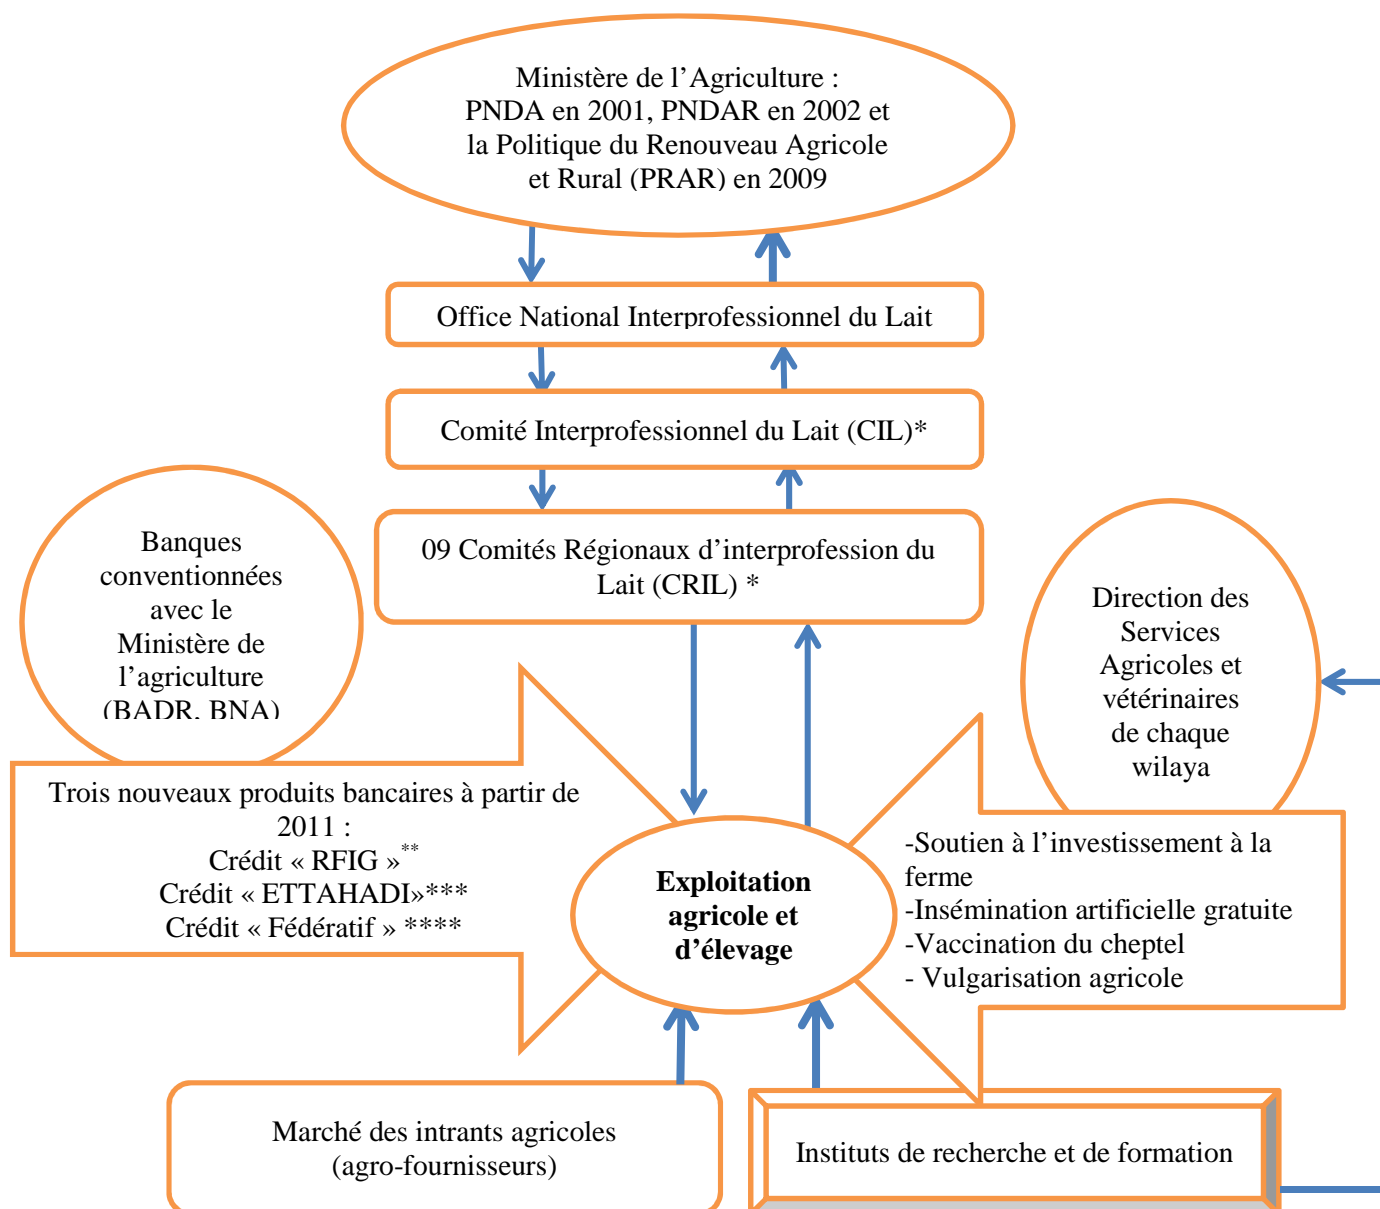 Ministère de l’Agriculture :
PNDA en 2001, PNDAR en 2002 et
la Politique du Renouveau Agricole
et Rural (PRAR) en 2009
Office National Interprofessionnel du Lait
Comité Interprofessionnel du Lait (CIL)*
09 Comités Régionaux d’interprofession du
Lait (CRIL) *
Banques
conventionnées
avec le
Ministère de
l’agriculture
(BADR, BNA)
Direction des
Services
Agricoles et
vétérinaires
de chaque
wilaya
Trois nouveaux produits bancaires à partir de
2011 :
Crédit « RFIG »**
Crédit « ETTAHADI»***
Crédit « Fédératif » ****
Exploitation
agricole et
d’élevage
-Soutien à l’investissement à la
ferme
-Insémination artificielle gratuite
-Vaccination du cheptel
- Vulgarisation agricole
Marché des intrants agricoles
(agro-fournisseurs)
Instituts de recherche et de formation